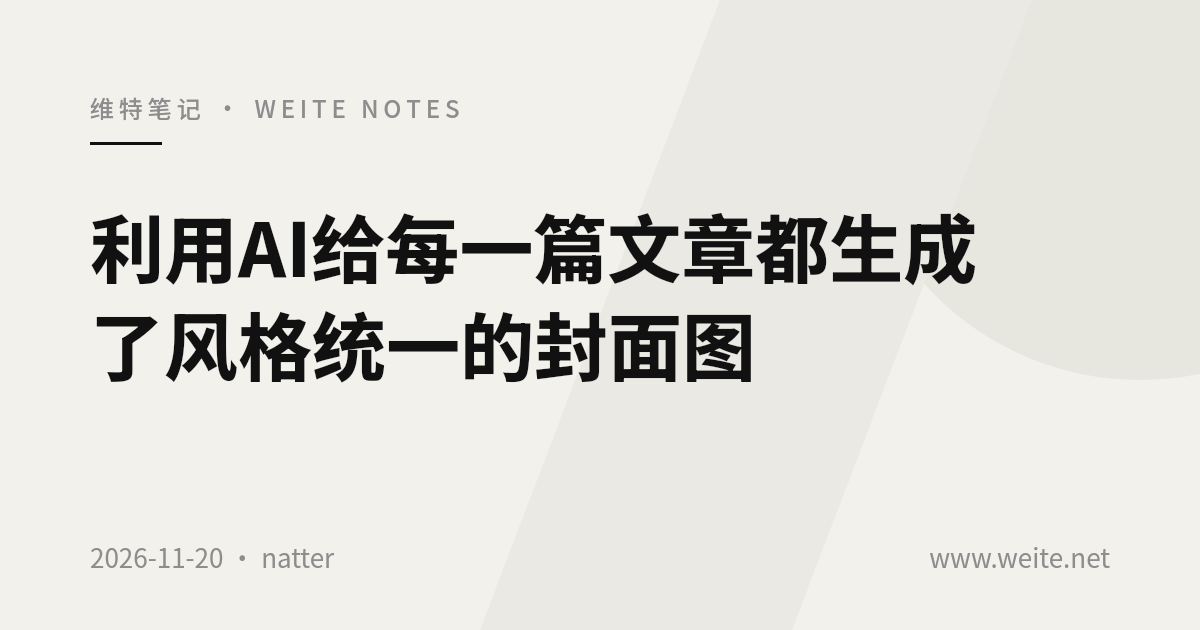 维特笔记 · WEITE NOTES
利用AI给每一篇文章都生成
了风格统一的封面图
2026-11-20 · natter
www.weite.net